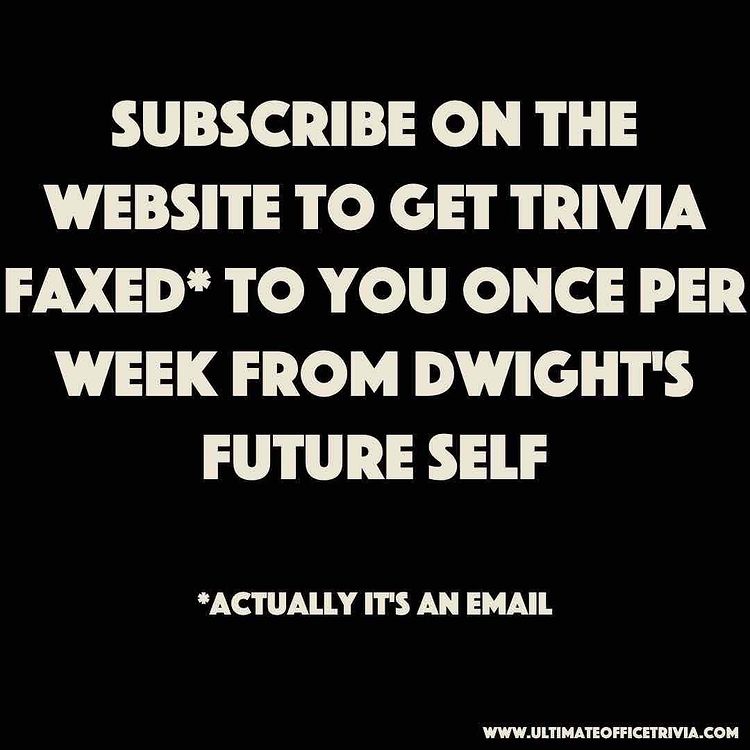 SUBSCRIBE ON THE
WEBSITE TO GET TRIVIA
FAXED* TO YOU ONCE PER
WEEK FROM DWIGHT'S
FUTURE SELF
*ACTUALLY IT'S AN EMAIL
WWW.ULTIMATEOFFICETRIVIA.COM